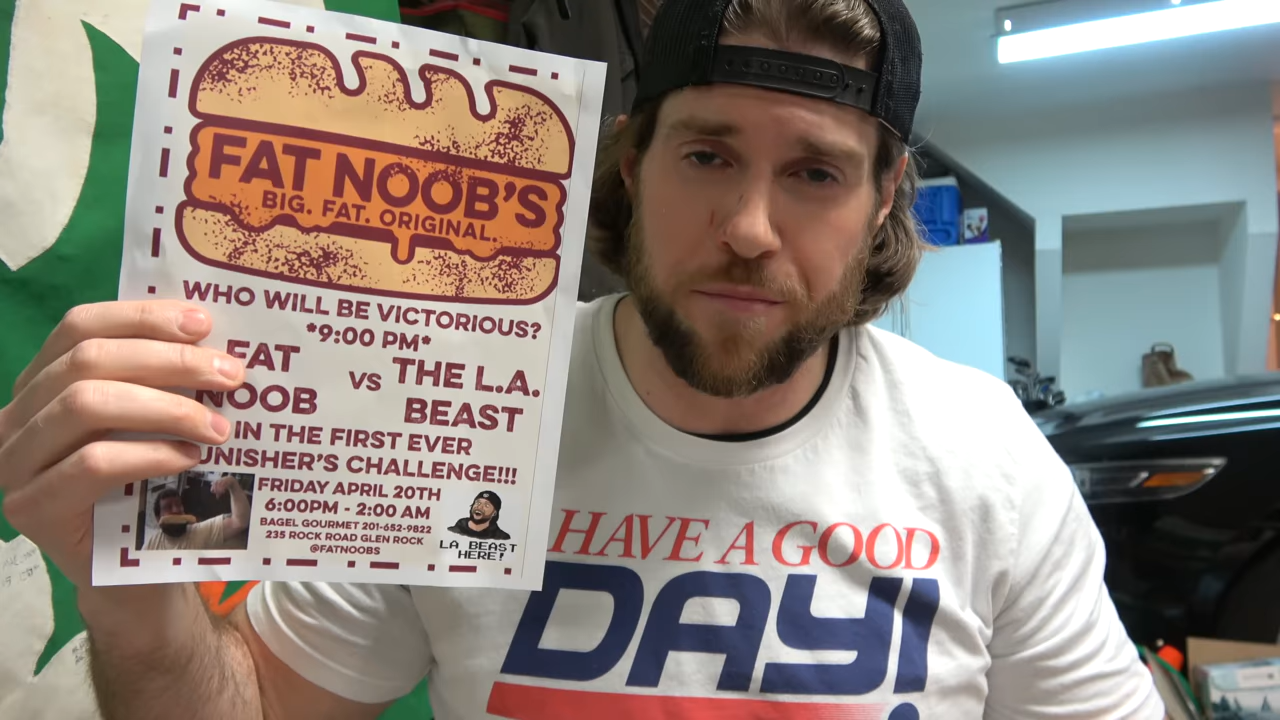 FAT NOOB'S
BIG. FAT. ORIGINAL.
WHO WILL BE VICTORIOUS?
*9:00 PM*
FAT NOOB
VS
THE L.A. BEAST
IN THE FIRST EVER
UNISHER'S CHALLENGE!!!
FRIDAY APRIL 20TH
6:00PM - 2:00 AM
BAGEL GOURMET 201-652-9822
235 ROCK ROAD GLEN ROCK
@FATNOOBS
LA BEAST
HERE!
HAVE A GOOD
DAY!